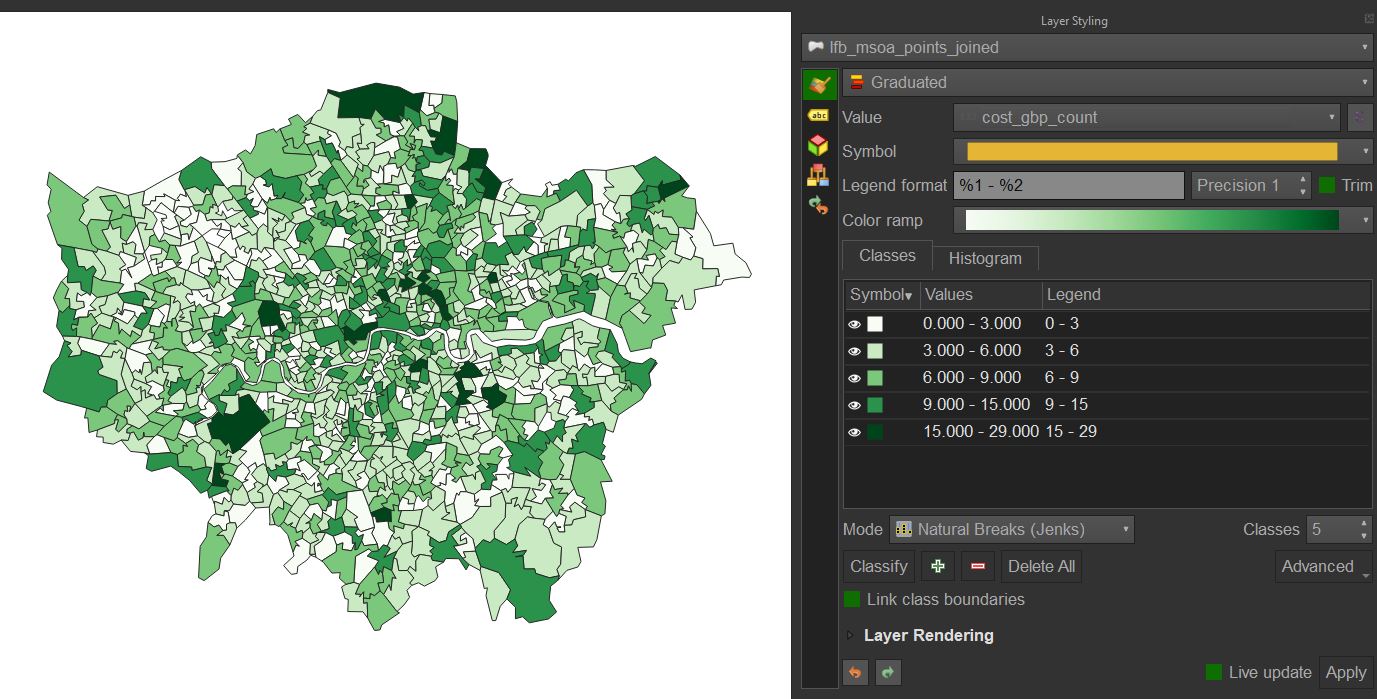 Layer Styling
lfb_msoa_points_joined
Graduated
abc
Value cost_gbp_count
Symbol
Legend format %1 - %2 Precision 1 Trim
Color ramp
Classes Histogram
Symbol Values Legend
0.000 - 3.000 0 - 3
3.000 - 6.000 3 - 6
6.000 - 9.000 6 - 9
9.000 - 15.000 9 - 15
15.000 - 29.000 15 - 29
Mode Natural Breaks (Jenks) Classes 5
Classify Delete All Advanced
Link class boundaries
Layer Rendering
Live update Apply